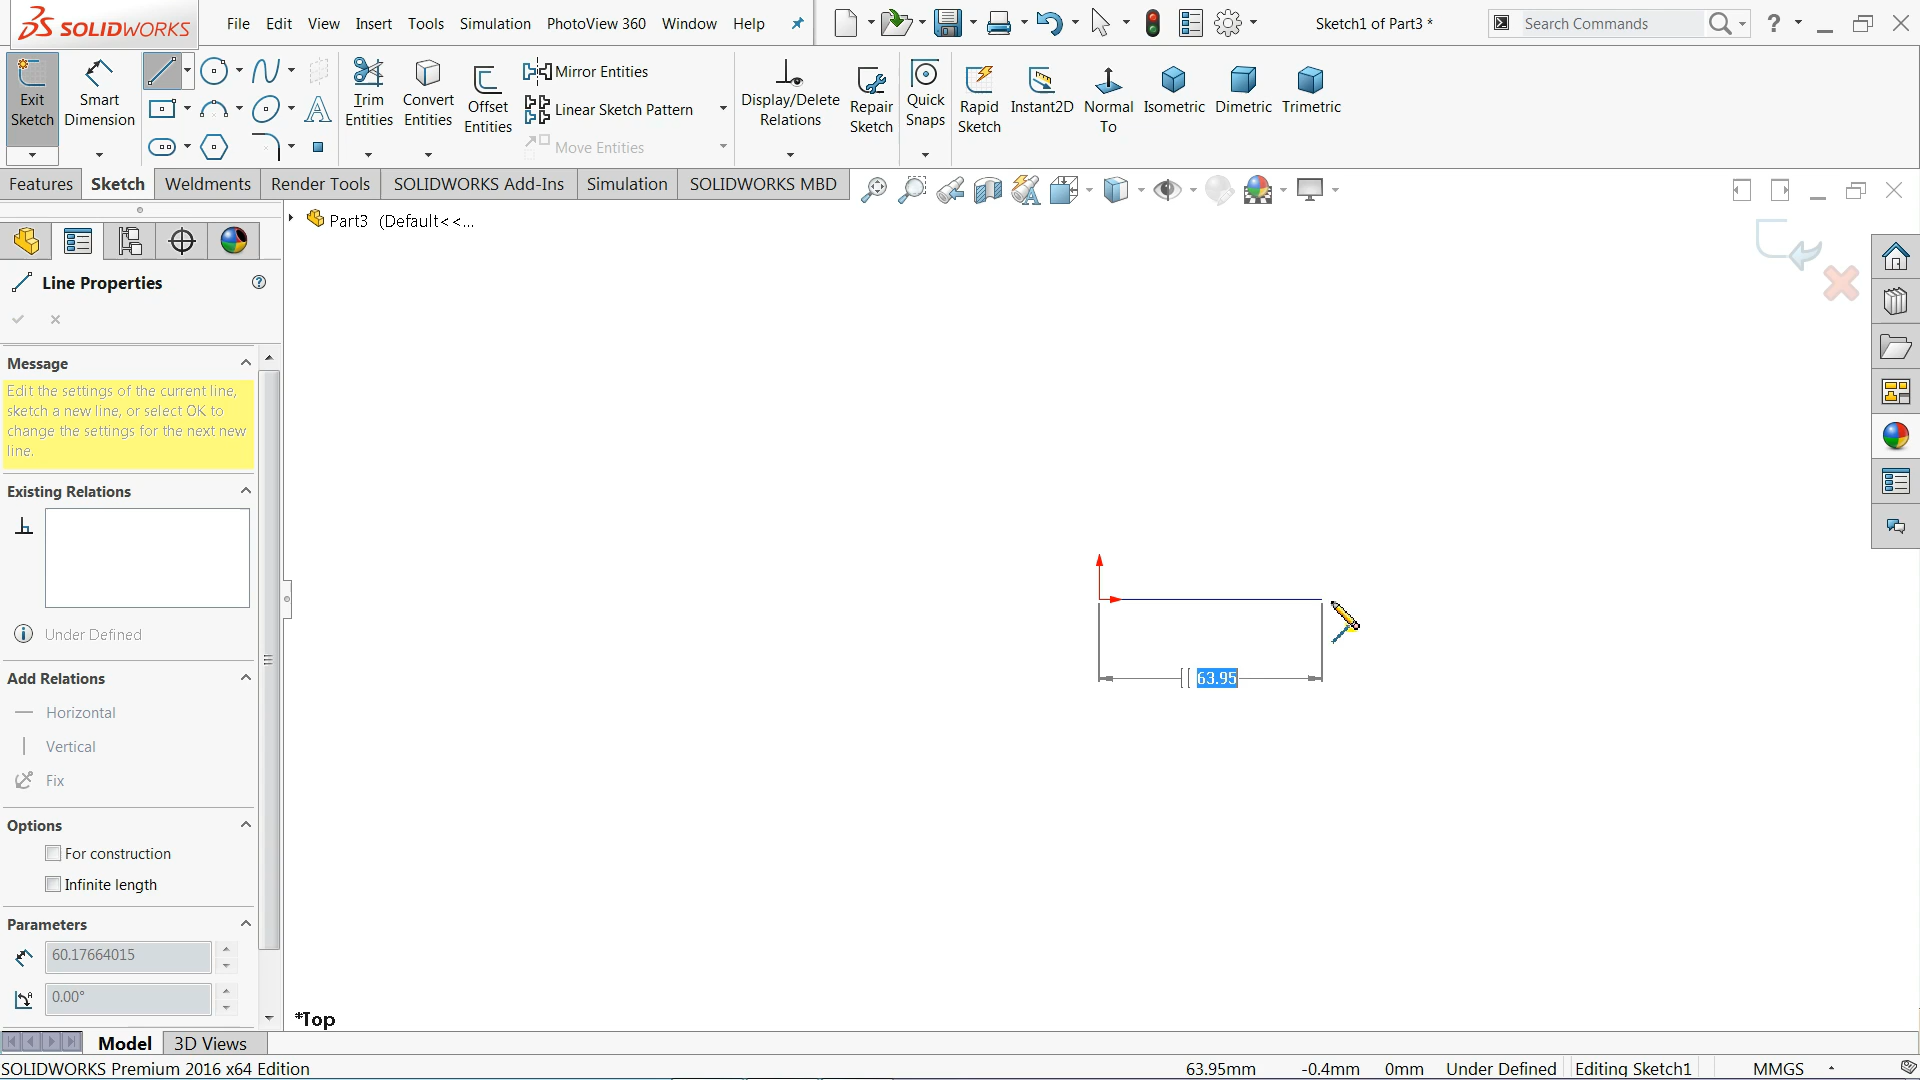 SOLIDWORKS
File Edit View Insert Tools Simulation PhotoView 360 Window Help
Sketch1 of Part3 *
Search Commands
?
Exit Sketch
Smart Dimension
Trim Entities
Convert Entities
Offset Entities
Mirror Entities
Linear Sketch Pattern
Move Entities
Display/Delete Relations
Repair Sketch
Quick Snaps
Rapid Sketch
Instant2D
Normal To
Isometric
Dimetric
Trimetric
Features Sketch Weldments Render Tools SOLIDWORKS Add-Ins Simulation SOLIDWORKS MBD
Part3 (Default<<...
Line Properties
Message
Edit the settings of the current line,
sketch a new line, or select OK to
change the settings for the next new
line.
Existing Relations
Under Defined
Add Relations
Horizontal
Vertical
Fix
Options
For construction
Infinite length
Parameters
60.17664015
0.00°
63.95
*Top
Model 3D Views
SOLIDWORKS Premium 2016 x64 Edition
63.95mm -0.4mm 0mm Under Defined Editing Sketch1 MMGS